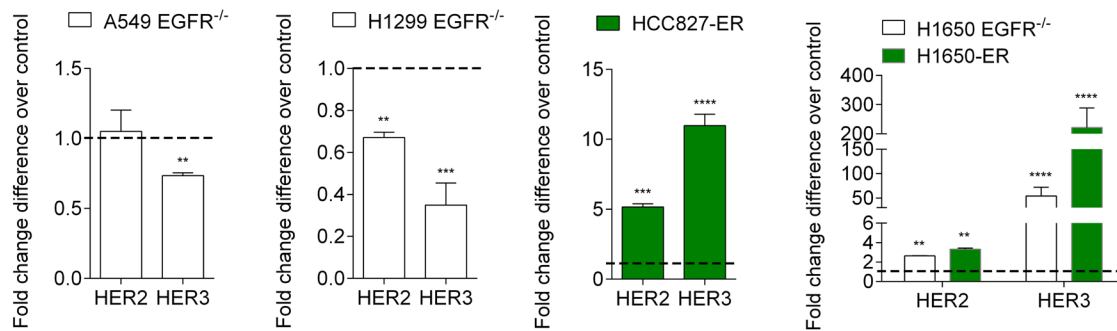 A549 EGFR-/-
Fold change difference over control
1.5
1.0
0.5
0.0
**
HER2 HER3
H1299 EGFR-/-
Fold change difference over control
1.0
0.8
0.6
0.4
0.2
0.0
**
***
HER2 HER3
HCC827-ER
Fold change difference over control
15
10
5
0
***
****
HER2 HER3
H1650 EGFR-/-
H1650-ER
Fold change difference over control
400
300
200
150
100
50
6
4
2
0
**
**
****
****
HER2 HER3